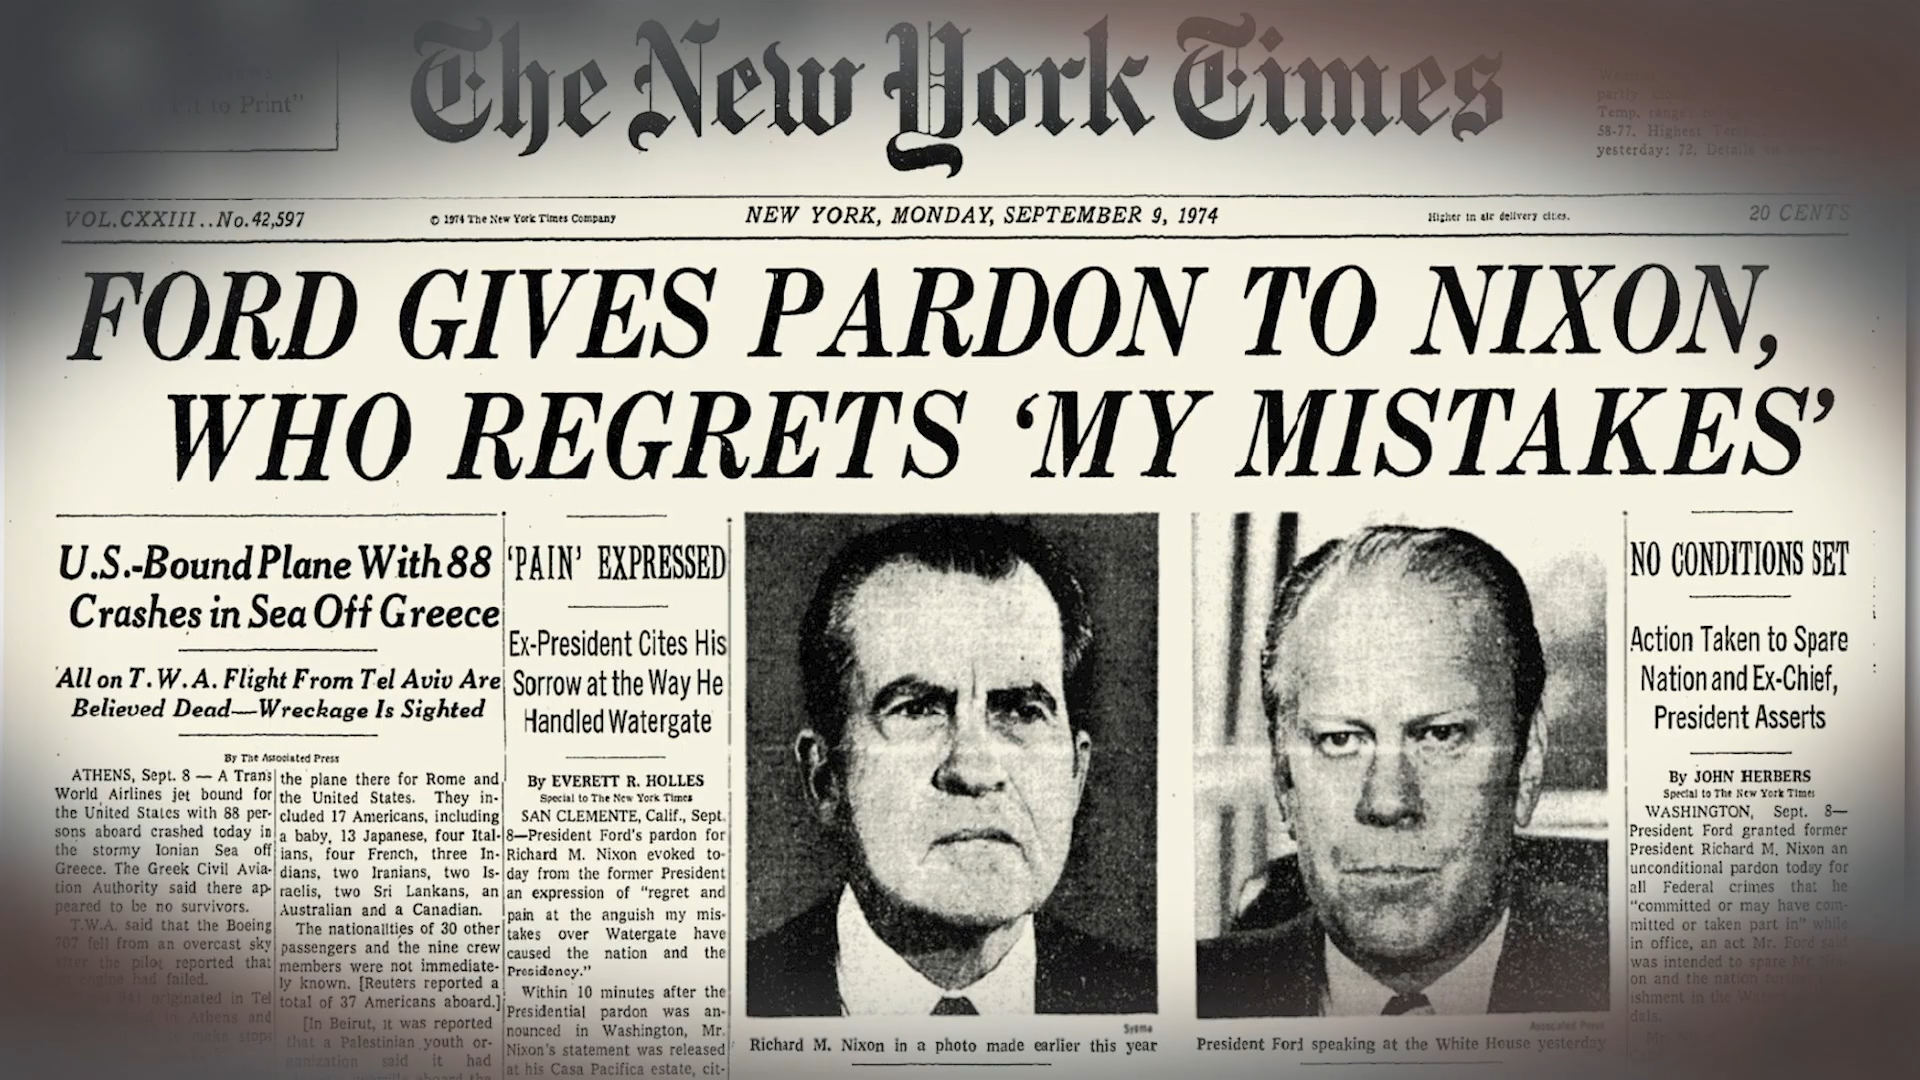 Fit to Print"
The New York Times
58-77. Highest
yesterday: 72.
VOL.CXXIII..No.42,597
© 1974 The New York Times Company
NEW YORK, MONDAY, SEPTEMBER 9, 1974
Higher in air delivery cities.
20 CENTS
FORD GIVES PARDON TO NIXON,
WHO REGRETS ‘MY MISTAKES’
U.S.-Bound Plane With 88
Crashes in Sea Off Greece
All on T.W.A. Flight From Tel Aviv Are
Believed Dead—Wreckage Is Sighted
By The Associated Press
ATHENS, Sept. 8 — A Trans
World Airlines jet bound for
the United States with 88 per-
sons aboard crashed today in
the stormy Ionian Sea off
Greece. The Greek Civil Avia-
tion Authority said there ap-
peared to be no survivors.
T.W.A. said that the Boeing
707 fell from an overcast sky
after the pilot reported that
engine had failed.
originated in Tel
in Athens and
stops
the plane there for Rome and
the United States. They in-
cluded 17 Americans, including
a baby, 13 Japanese, four Ital-
ians, four French, three In-
dians, two Iranians, two Is-
raelis, two Sri Lankans, an
Australian and a Canadian.
The nationalities of 30 other
passengers and the nine crew
members were not immediate-
ly known. [Reuters reported a
total of 37 Americans aboard.]
[In Beirut, it was reported
that a Palestinian youth or-
ganization said it had
‘PAIN’ EXPRESSED
Ex-President Cites His
Sorrow at the Way He
Handled Watergate
By EVERETT R. HOLLES
Special to The New York Times
SAN CLEMENTE, Calif., Sept.
8—President Ford's pardon for
Richard M. Nixon evoked to-
day from the former President
an expression of "regret and
pain at the anguish my mis-
takes over Watergate have
caused the nation and the
Presidency."
Within 10 minutes after the
Presidential pardon was an-
nounced in Washington, Mr.
Nixon's statement was released
at his Casa Pacifica estate, cit-
Sygma
Richard M. Nixon in a photo made earlier this year
Associated Press
President Ford speaking at the White House yesterday
NO CONDITIONS SET
Action Taken to Spare
Nation and Ex-Chief,
President Asserts
By JOHN HERBERS
Special to The New York Times
WASHINGTON, Sept. 8—
President Ford granted former
President Richard M. Nixon an
unconditional pardon today for
all Federal crimes that he
"committed or may have com-
mitted or taken part in" while
in office, an act Mr. Ford said
was intended to spare Mr.
on and the nation
ishment in the
dals.